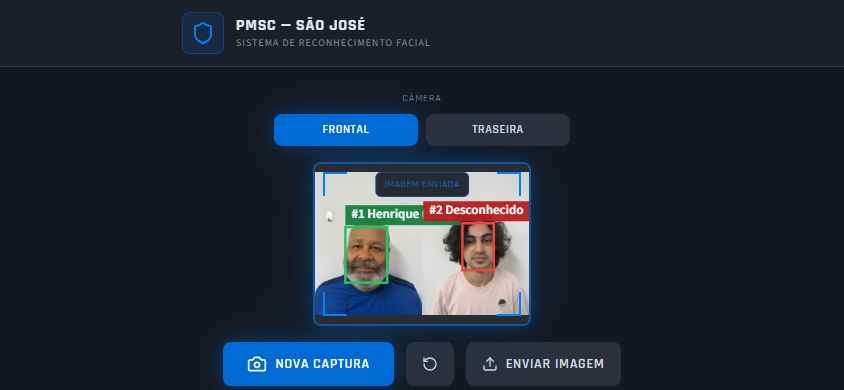 PMSC — SÃO JOSÉ
SISTEMA DE RECONHECIMENTO FACIAL
CÂMERA
FRONTAL
TRASEIRA
IMAGEM ENVIADA
#1 Henrique
#2 Desconhecido
NOVA CAPTURA
ENVIAR IMAGEM